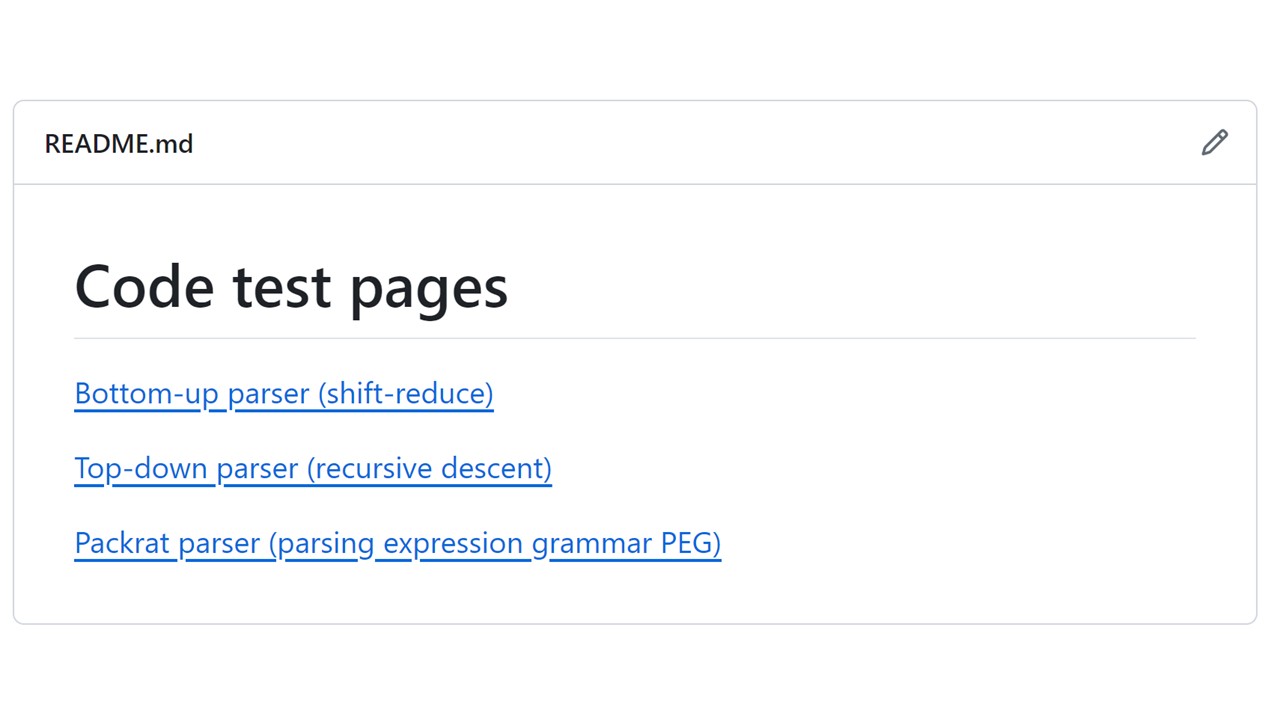 README.md
Code test pages
Bottom-up parser (shift-reduce)
Top-down parser (recursive descent)
Packrat parser (parsing expression grammar PEG)